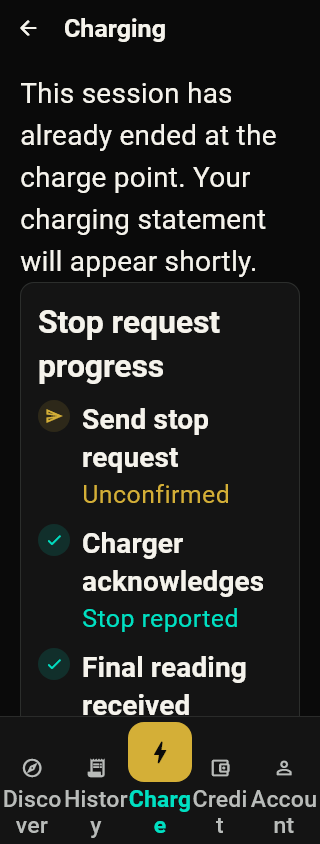 Charging
This session has
already ended at the
charge point. Your
charging statement
will appear shortly.
Stop request
progress
Send stop
request
Unconfirmed
Charger
acknowledges
Stop reported
Final reading
received
Disco
ver
Histor
y
Charg
e
Credi
t
Accou
nt